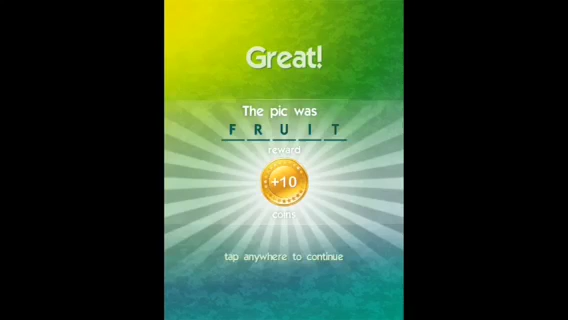 Great!
The pic was
FRUIT
reward
+10
coins
tap anywhere to continue